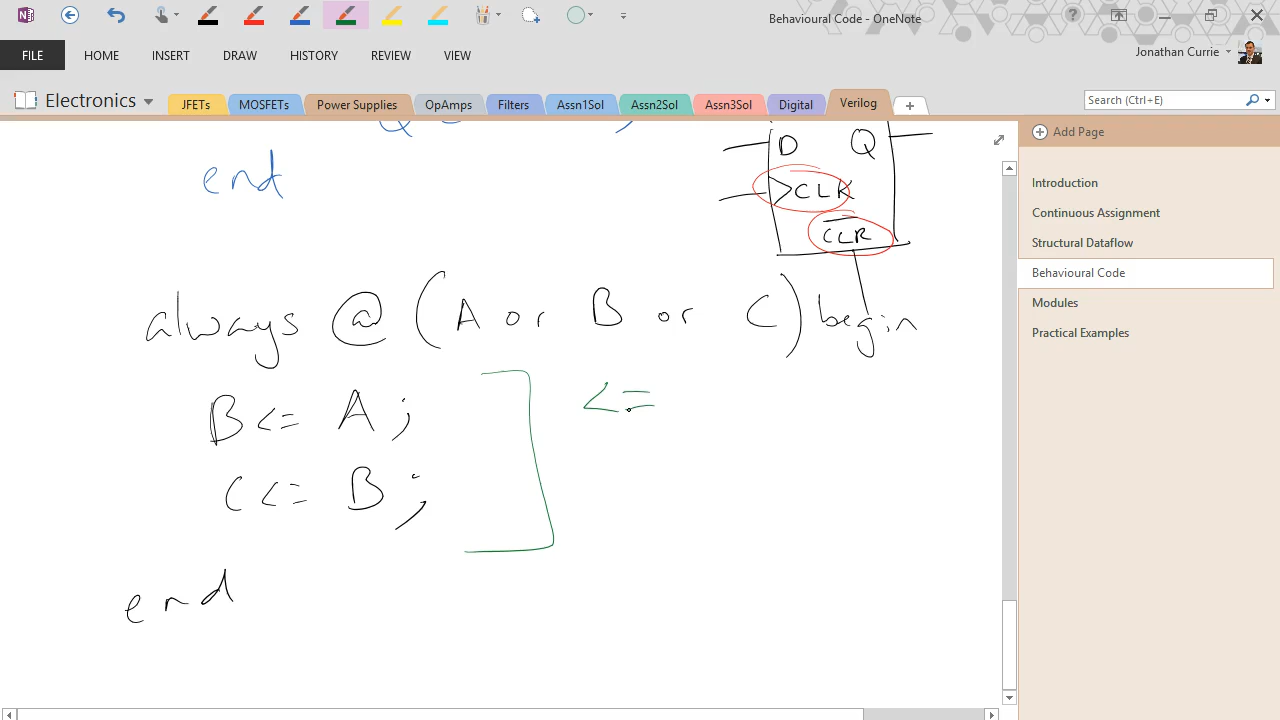 Behavioural Code - OneNote
?
Jonathan Currie
FILE HOME INSERT DRAW HISTORY REVIEW VIEW
Electronics JFETs MOSFETs Power Supplies OpAmps Filters Assn1Sol Assn2Sol Assn3Sol Digital Verilog +
Search (Ctrl+E)
Add Page
Introduction
Continuous Assignment
Structural Dataflow
Behavioural Code
Modules
Practical Examples
end
D Q
>CLK
CLR
always @ (A or B or C) begin
B <= A;
C <= B;
<=
end